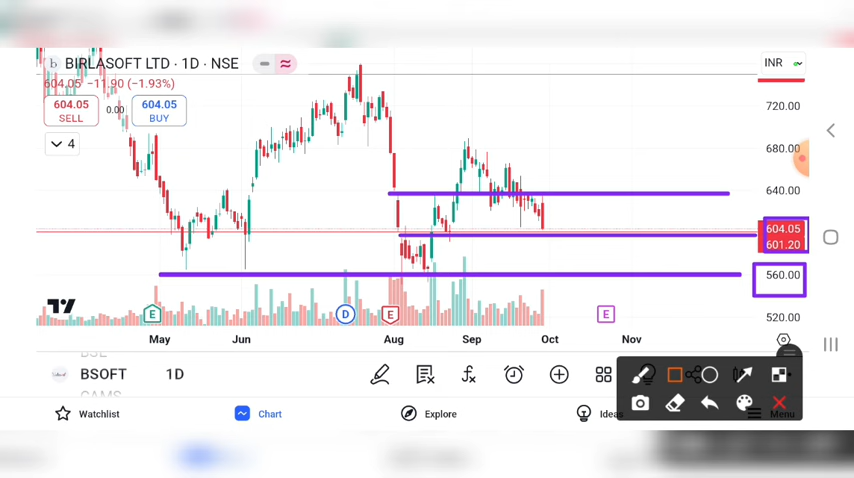 b BIRLASOFT LTD · 1D · NSE
INR
604.05 −11.90 (−1.93%)
604.05
SELL
0.00
604.05
BUY
4
720.00
680.00
640.00
604.05
601.20
560.00
520.00
E
D
E
E
May
Jun
Aug
Sep
Oct
Nov
BSE
BSOFT
1D
CAMS
Watchlist
Chart
Explore
Ideas
Menu